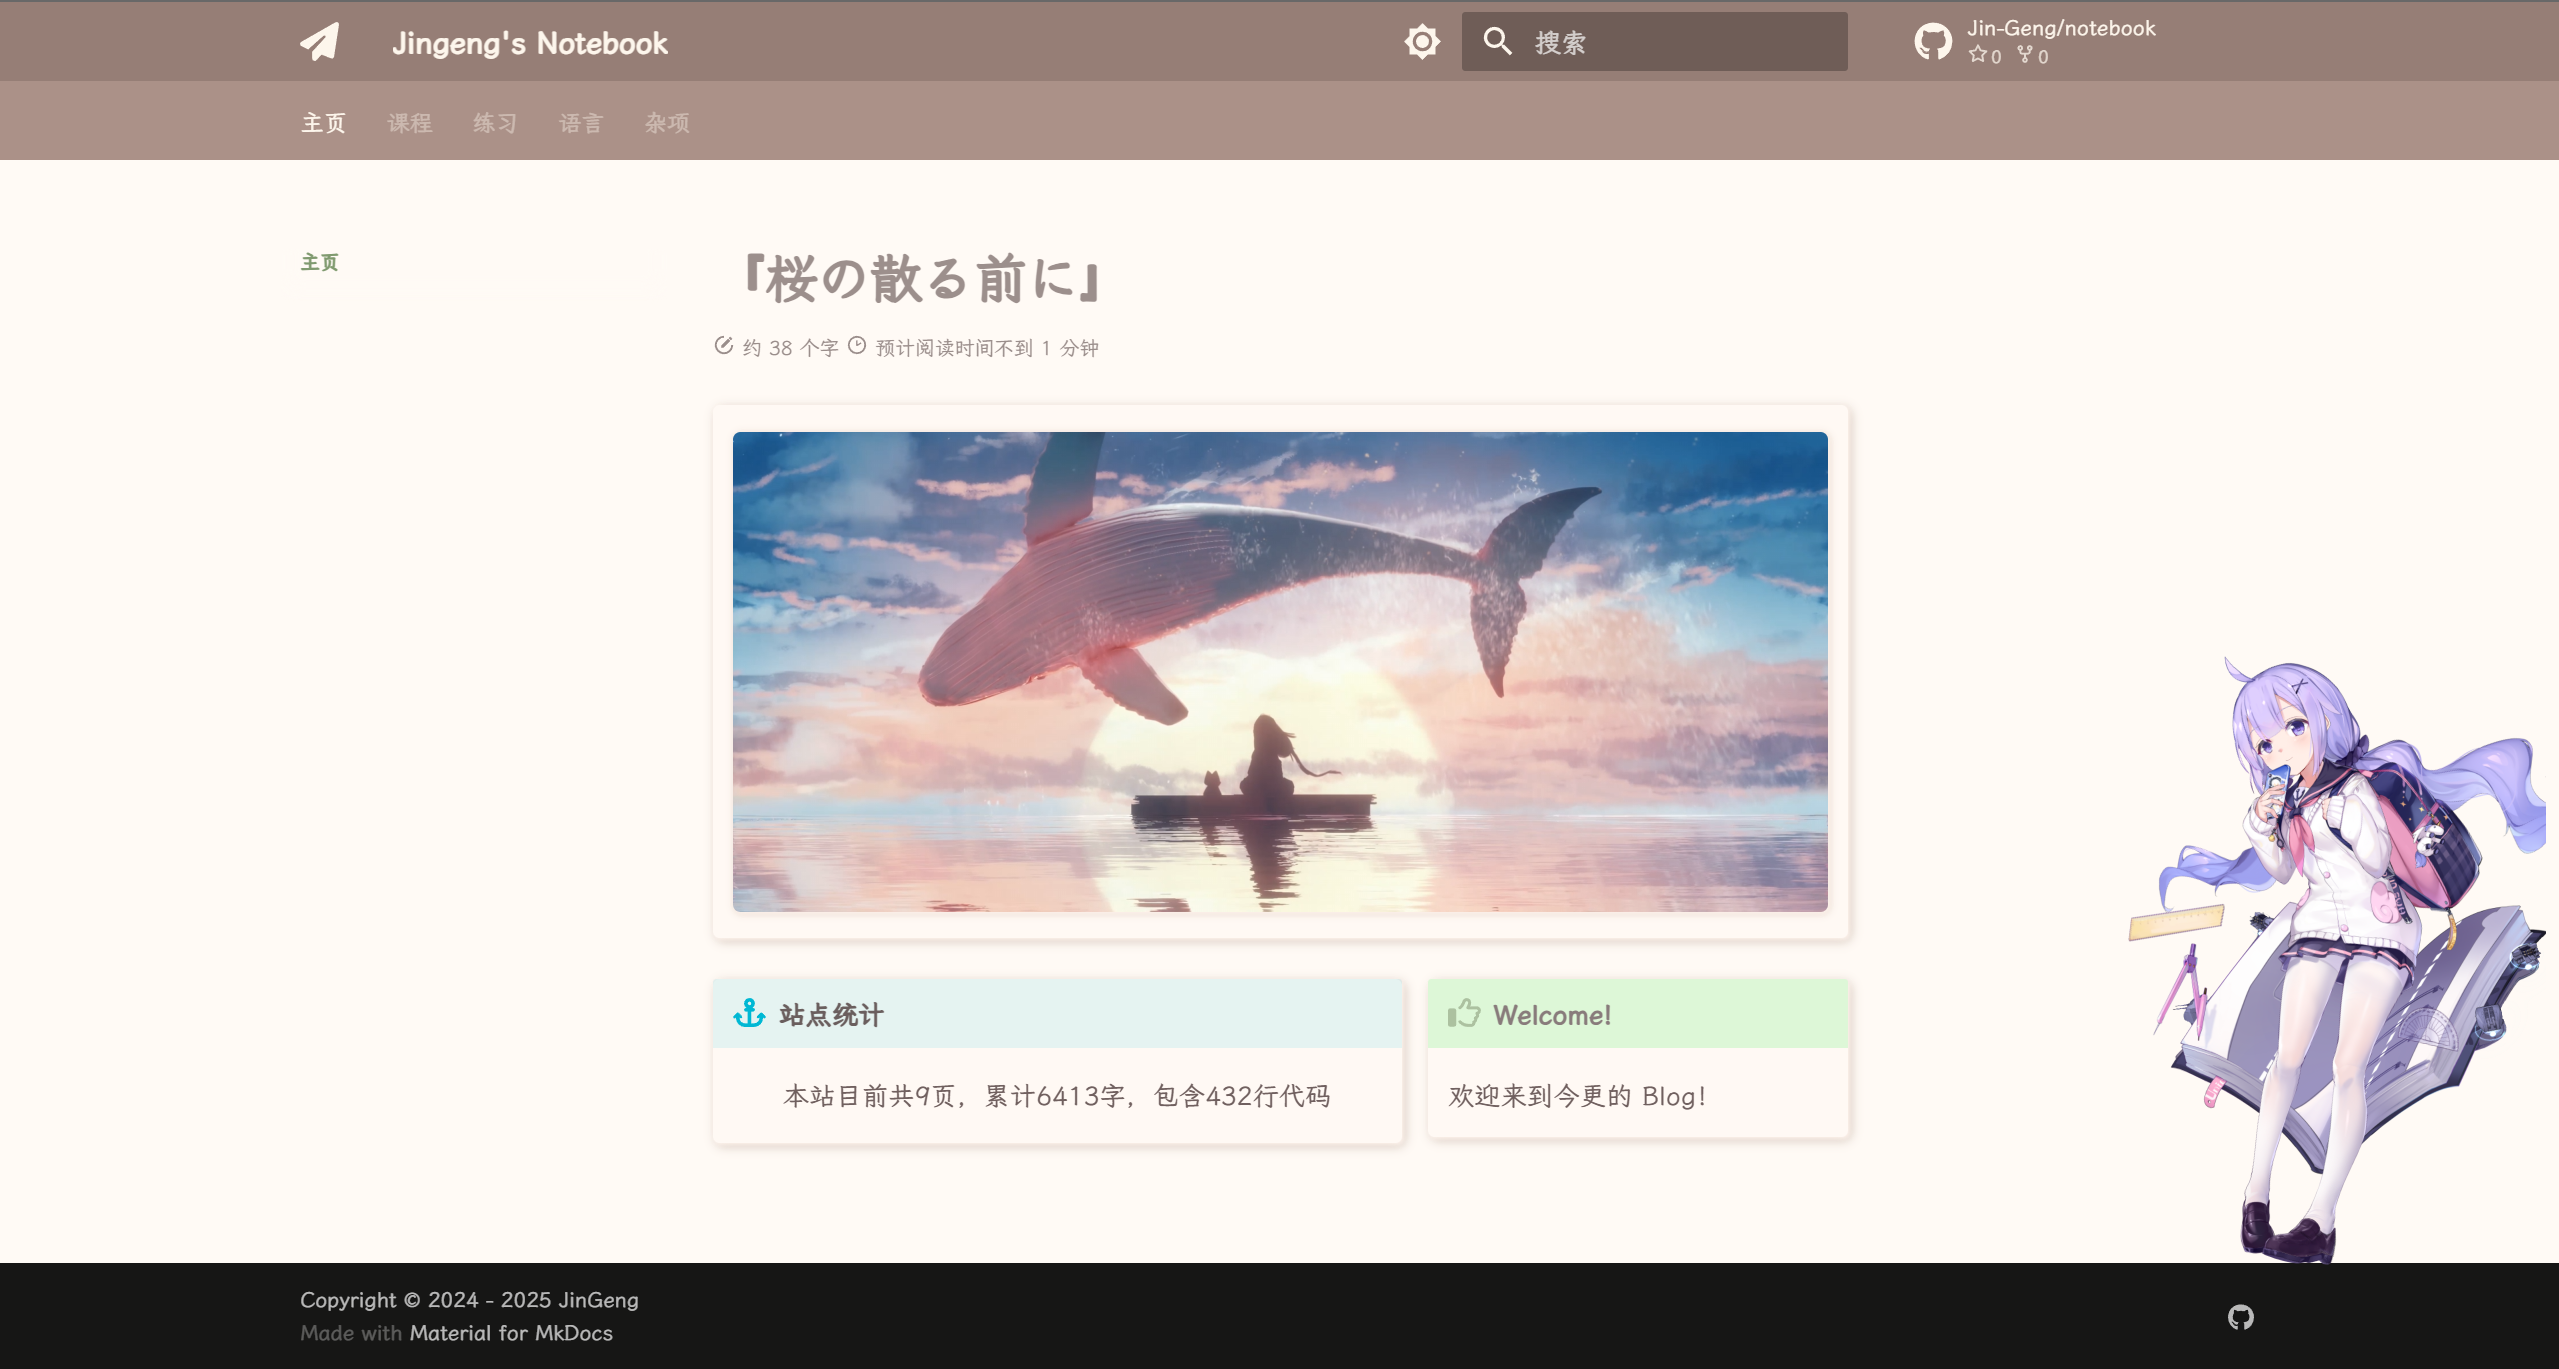 Jingeng's Notebook
搜索
Jin-Geng/notebook
0 0
主页 课程 练习 语言 杂项
主页
『桜の散る前に』
约 38 个字 预计阅读时间不到 1 分钟
站点统计
本站目前共9页，累计6413字，包含432行代码
Welcome!
欢迎来到今更的 Blog！
Copyright © 2024 - 2025 JinGeng
Made with Material for MkDocs